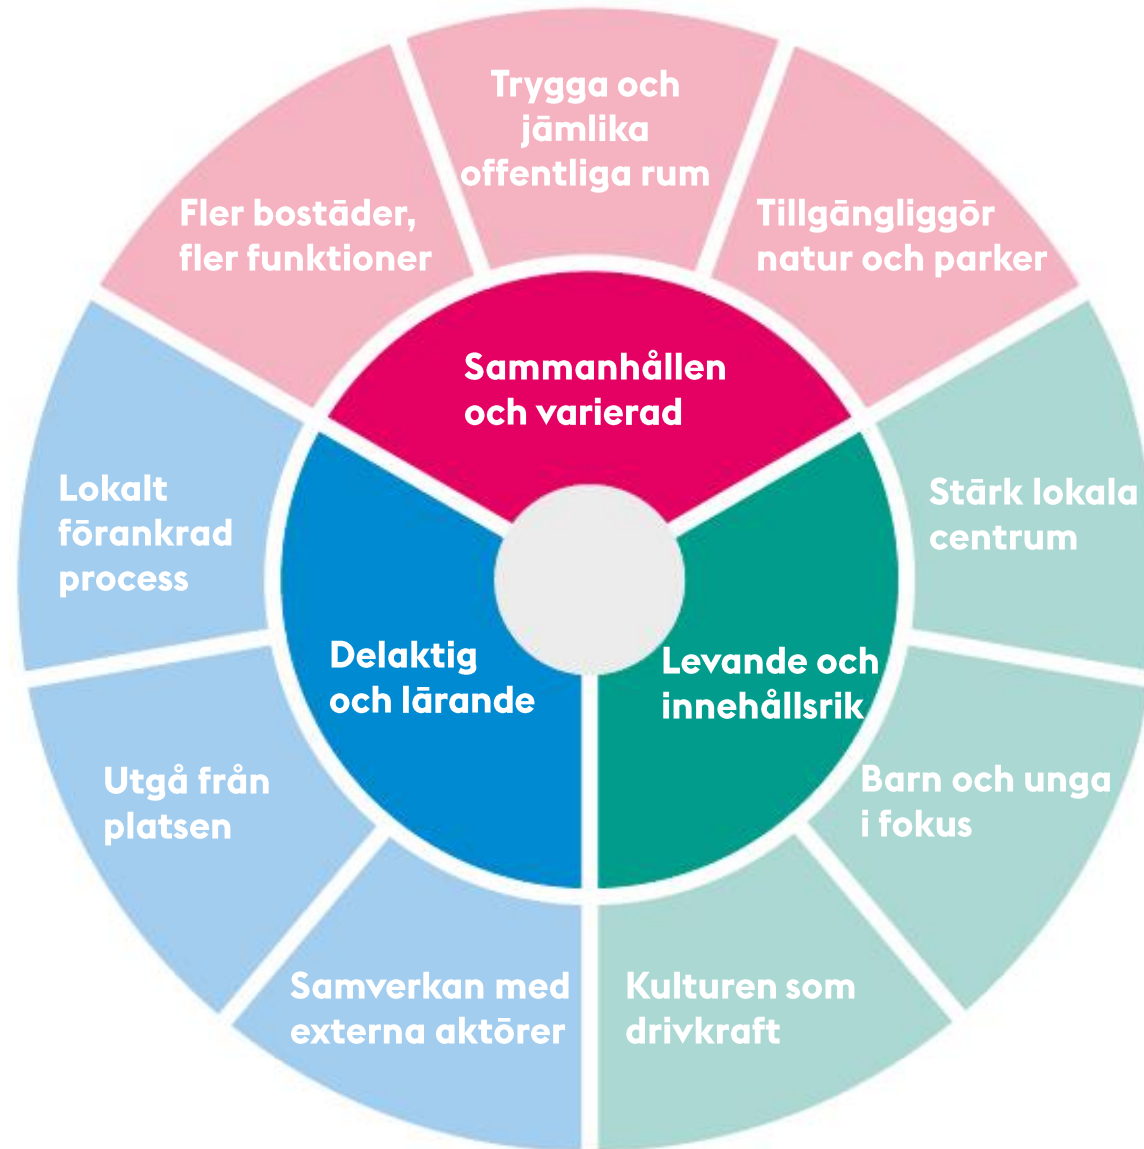 Trygga och
jämlika
offentliga rum
Fler bostäder,
fler funktioner
Tillgängliggör
natur och parker
Sammanhållen
och varierad
Lokalt
förankrad
process
Stärk lokala
centrum
Delaktig
och lärande
Levande och
innehållsrik
Utgå från
platsen
Barn och unga
i fokus
Samverkan med
externa aktörer
Kulturen som
drivkraft